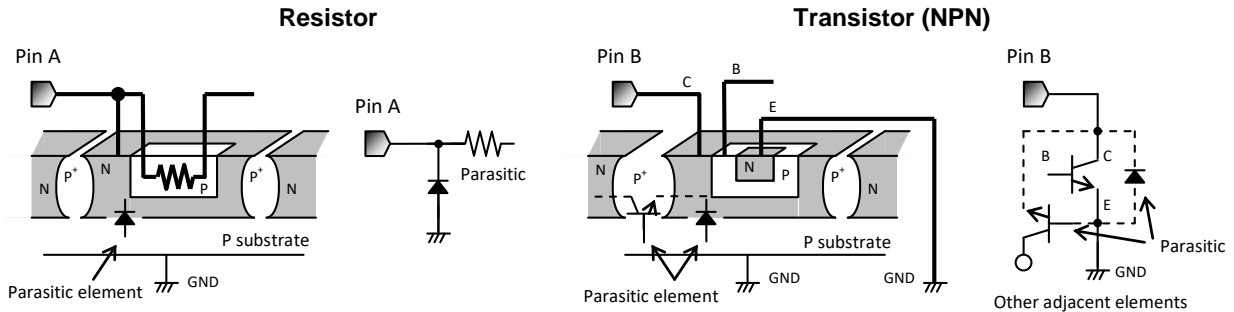 Resistor
Transistor (NPN)
Pin A
Pin A
Parasitic
N
P+
N
P
P+
N
P substrate
GND
Parasitic element
Pin B
C
B
E
N
P+
N
P
P+
N
N
P substrate
GND
Parasitic element
GND
Pin B
B
C
E
Parasitic
GND
Other adjacent elements